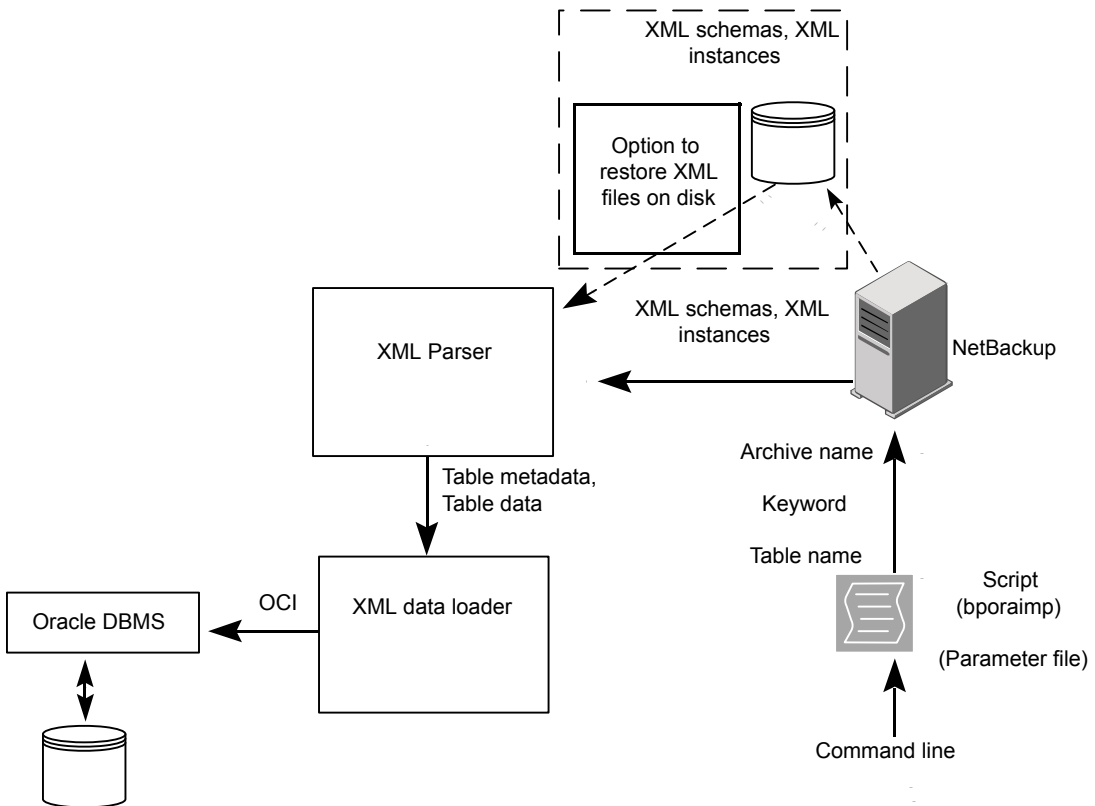 XML schemas, XML
instances
Option to
restore XML
files on disk
XML schemas, XML
instances
XML Parser
NetBackup
Archive name
Table metadata,
Table data
Keyword
Table name
Script
(bporaimp)
OCI
XML data loader
Oracle DBMS
(Parameter file)
Command line